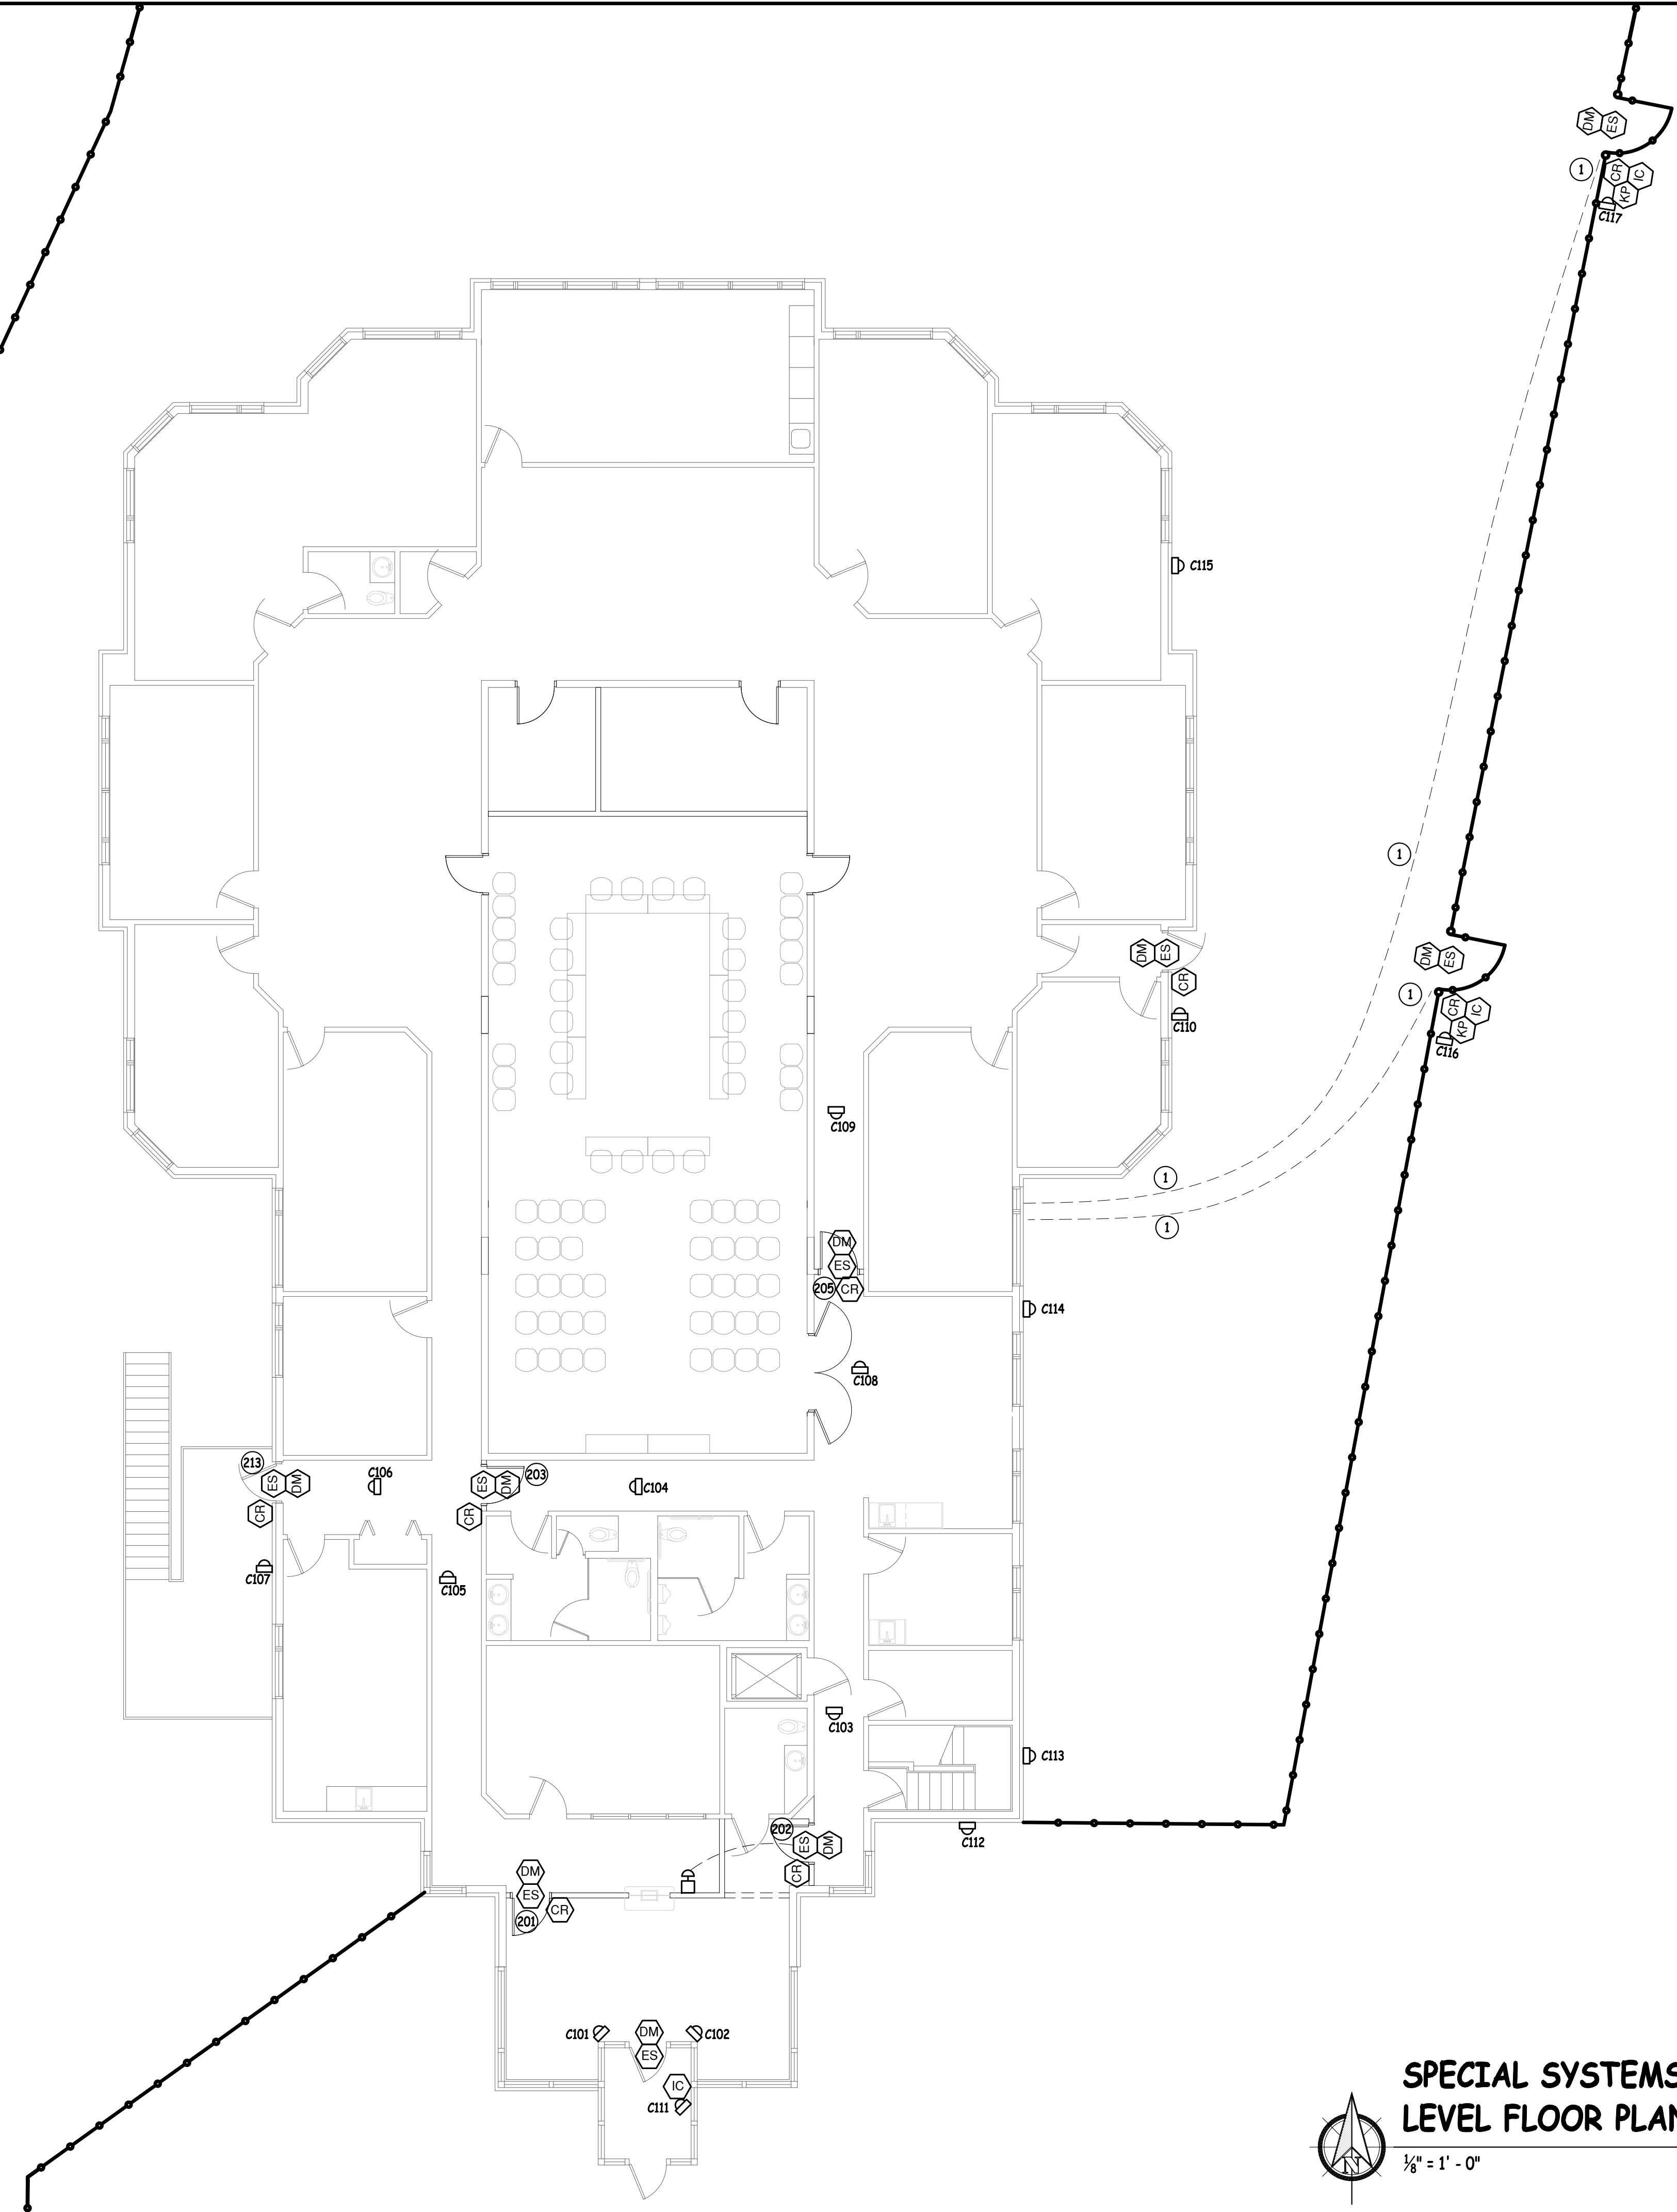 DM
ES
1
CR
IC
KP
C117
C115
1
DM
ES
DM
ES
CR
1
CR
IC
KP
C110
C116
C109
1
1
DM
ES
205
CR
C114
C108
213
ES
DM
C106
ES
DM
203
C104
CR
CR
C107
C105
C103
C113
202
ES
DM
C112
CR
DM
ES
CR
201
C101
DM
C102
ES
IC
C111
SPECIAL SYSTEMS
LEVEL FLOOR PLAN
N
⅛" = 1' - 0"